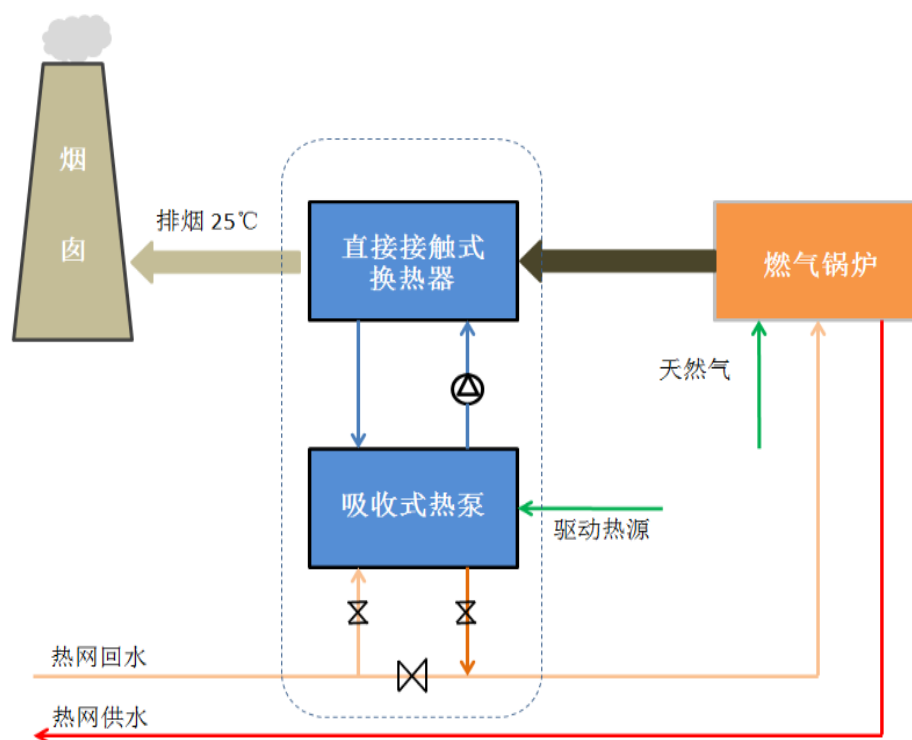 烟
囱
排烟 25℃
直接接触式
换热器
燃气锅炉
天然气
吸收式热泵
驱动热源
热网回水
热网供水